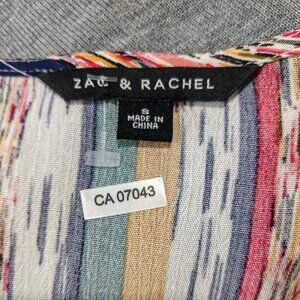 ZAC & RACHEL
S
MADE IN
CHINA
CA 07043